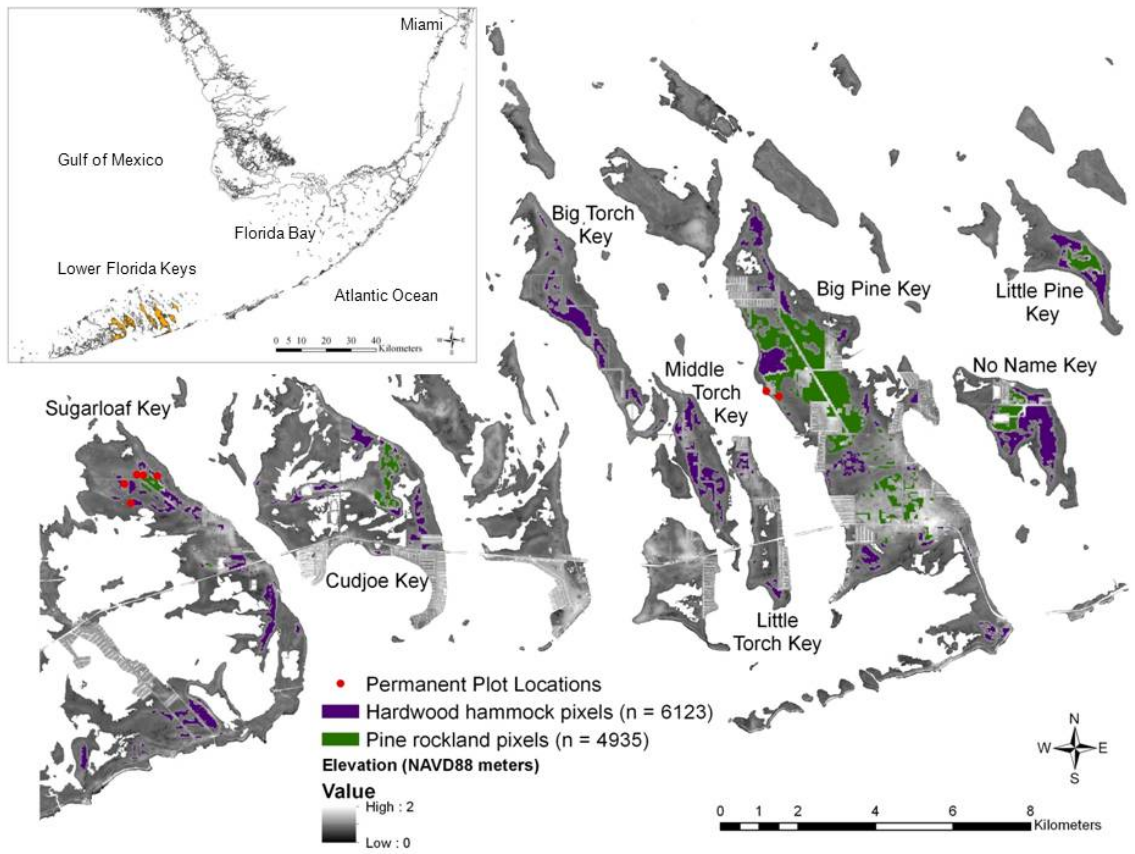 Miami
Gulf of Mexico
Florida Bay
Lower Florida Keys
Atlantic Ocean
0 5 10 20 30 40
Kilometers
N
W E
S
Big Torch
Key
Big Pine Key
Little Pine
Key
No Name Key
Middle
Torch
Key
Sugarloaf Key
Cudjoe Key
Little
Torch Key
Permanent Plot Locations
Hardwood hammock pixels (n = 6123)
Pine rockland pixels (n = 4935)
Elevation (NAVD88 meters)
Value
High : 2
Low : 0
N
W E
S
0 1 2 4 6 8
Kilometers